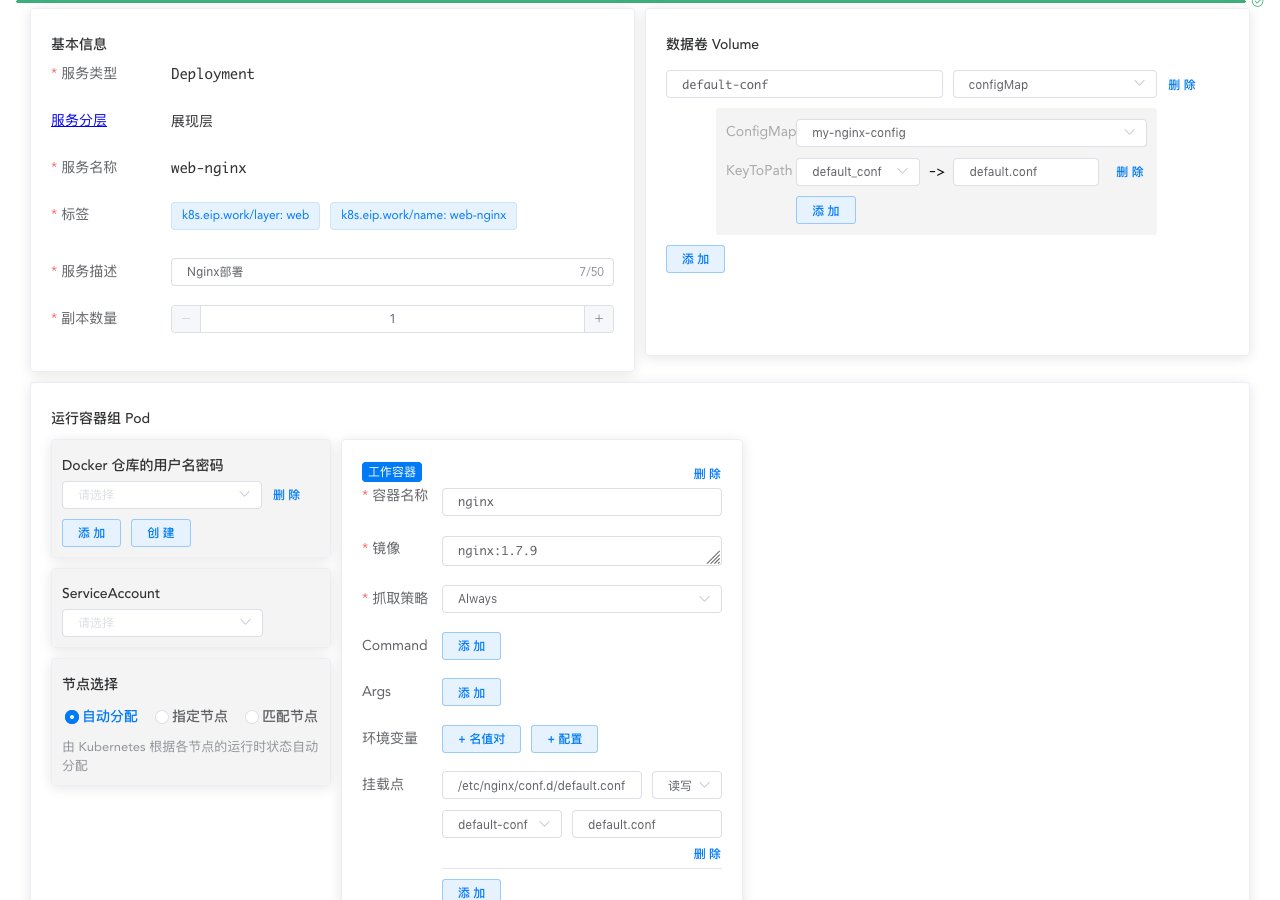 基本信息
* 服务类型 Deployment
服务分层 展现层
* 服务名称 web-nginx
* 标签 k8s.eip.work/layer: web k8s.eip.work/name: web-nginx
* 服务描述 Nginx部署 7/50
* 副本数量 − 1 +
数据卷 Volume
default-conf configMap 删 除
ConfigMap my-nginx-config
KeyToPath default_conf -> default.conf 删 除
添 加
添 加
运行容器组 Pod
Docker 仓库的用户名密码
请选择 删 除
添 加 创 建
ServiceAccount
请选择
节点选择
自动分配 指定节点 匹配节点
由 Kubernetes 根据各节点的运行时状态自动
分配
工作容器 删 除
* 容器名称 nginx
* 镜像 nginx:1.7.9
* 抓取策略 Always
Command 添 加
Args 添 加
环境变量 + 名值对 + 配置
挂载点 /etc/nginx/conf.d/default.conf 读写
default-conf default.conf
删 除
添 加